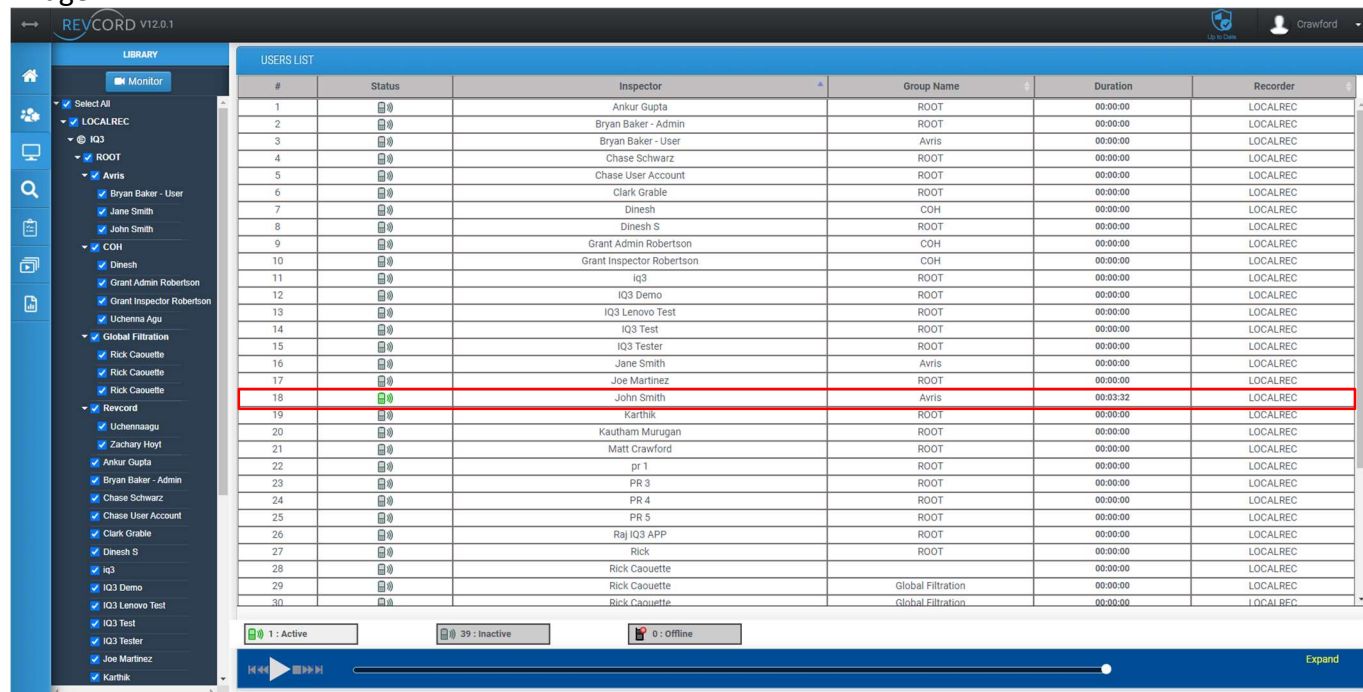 REVCORD V12.0.1
Up to Date
Crawford
LIBRARY
Monitor
Select All
LOCALREC
IQ3
ROOT
Avris
Bryan Baker - User
Jane Smith
John Smith
COH
Dinesh
Grant Admin Robertson
Grant Inspector Robertson
Uchenna Agu
Global Filtration
Rick Caouette
Rick Caouette
Rick Caouette
Revcord
Uchennaagu
Zachary Hoyt
Ankur Gupta
Bryan Baker - Admin
Chase Schwarz
Chase User Account
Clark Grable
Dinesh S
iq3
IQ3 Demo
IQ3 Lenovo Test
IQ3 Test
IQ3 Tester
Joe Martinez
Karthik
USERS LIST
# Status Inspector Group Name Duration Recorder
1 Ankur Gupta ROOT 00:00:00 LOCALREC
2 Bryan Baker - Admin ROOT 00:00:00 LOCALREC
3 Bryan Baker - User Avris 00:00:00 LOCALREC
4 Chase Schwarz ROOT 00:00:00 LOCALREC
5 Chase User Account ROOT 00:00:00 LOCALREC
6 Clark Grable ROOT 00:00:00 LOCALREC
7 Dinesh COH 00:00:00 LOCALREC
8 Dinesh S ROOT 00:00:00 LOCALREC
9 Grant Admin Robertson COH 00:00:00 LOCALREC
10 Grant Inspector Robertson COH 00:00:00 LOCALREC
11 iq3 ROOT 00:00:00 LOCALREC
12 IQ3 Demo ROOT 00:00:00 LOCALREC
13 IQ3 Lenovo Test ROOT 00:00:00 LOCALREC
14 IQ3 Test ROOT 00:00:00 LOCALREC
15 IQ3 Tester ROOT 00:00:00 LOCALREC
16 Jane Smith Avris 00:00:00 LOCALREC
17 Joe Martinez ROOT 00:00:00 LOCALREC
18 John Smith Avris 00:03:32 LOCALREC
19 Karthik ROOT 00:00:00 LOCALREC
20 Kautham Murugan ROOT 00:00:00 LOCALREC
21 Matt Crawford ROOT 00:00:00 LOCALREC
22 pr 1 ROOT 00:00:00 LOCALREC
23 PR 3 ROOT 00:00:00 LOCALREC
24 PR 4 ROOT 00:00:00 LOCALREC
25 PR 5 ROOT 00:00:00 LOCALREC
26 Raj IQ3 APP ROOT 00:00:00 LOCALREC
27 Rick ROOT 00:00:00 LOCALREC
28 Rick Caouette 00:00:00 LOCALREC
29 Rick Caouette Global Filtration 00:00:00 LOCALREC
30 Rick Caouette Global Filtration 00:00:00 LOCALREC
1 : Active 39 : Inactive 0 : Offline
Expand